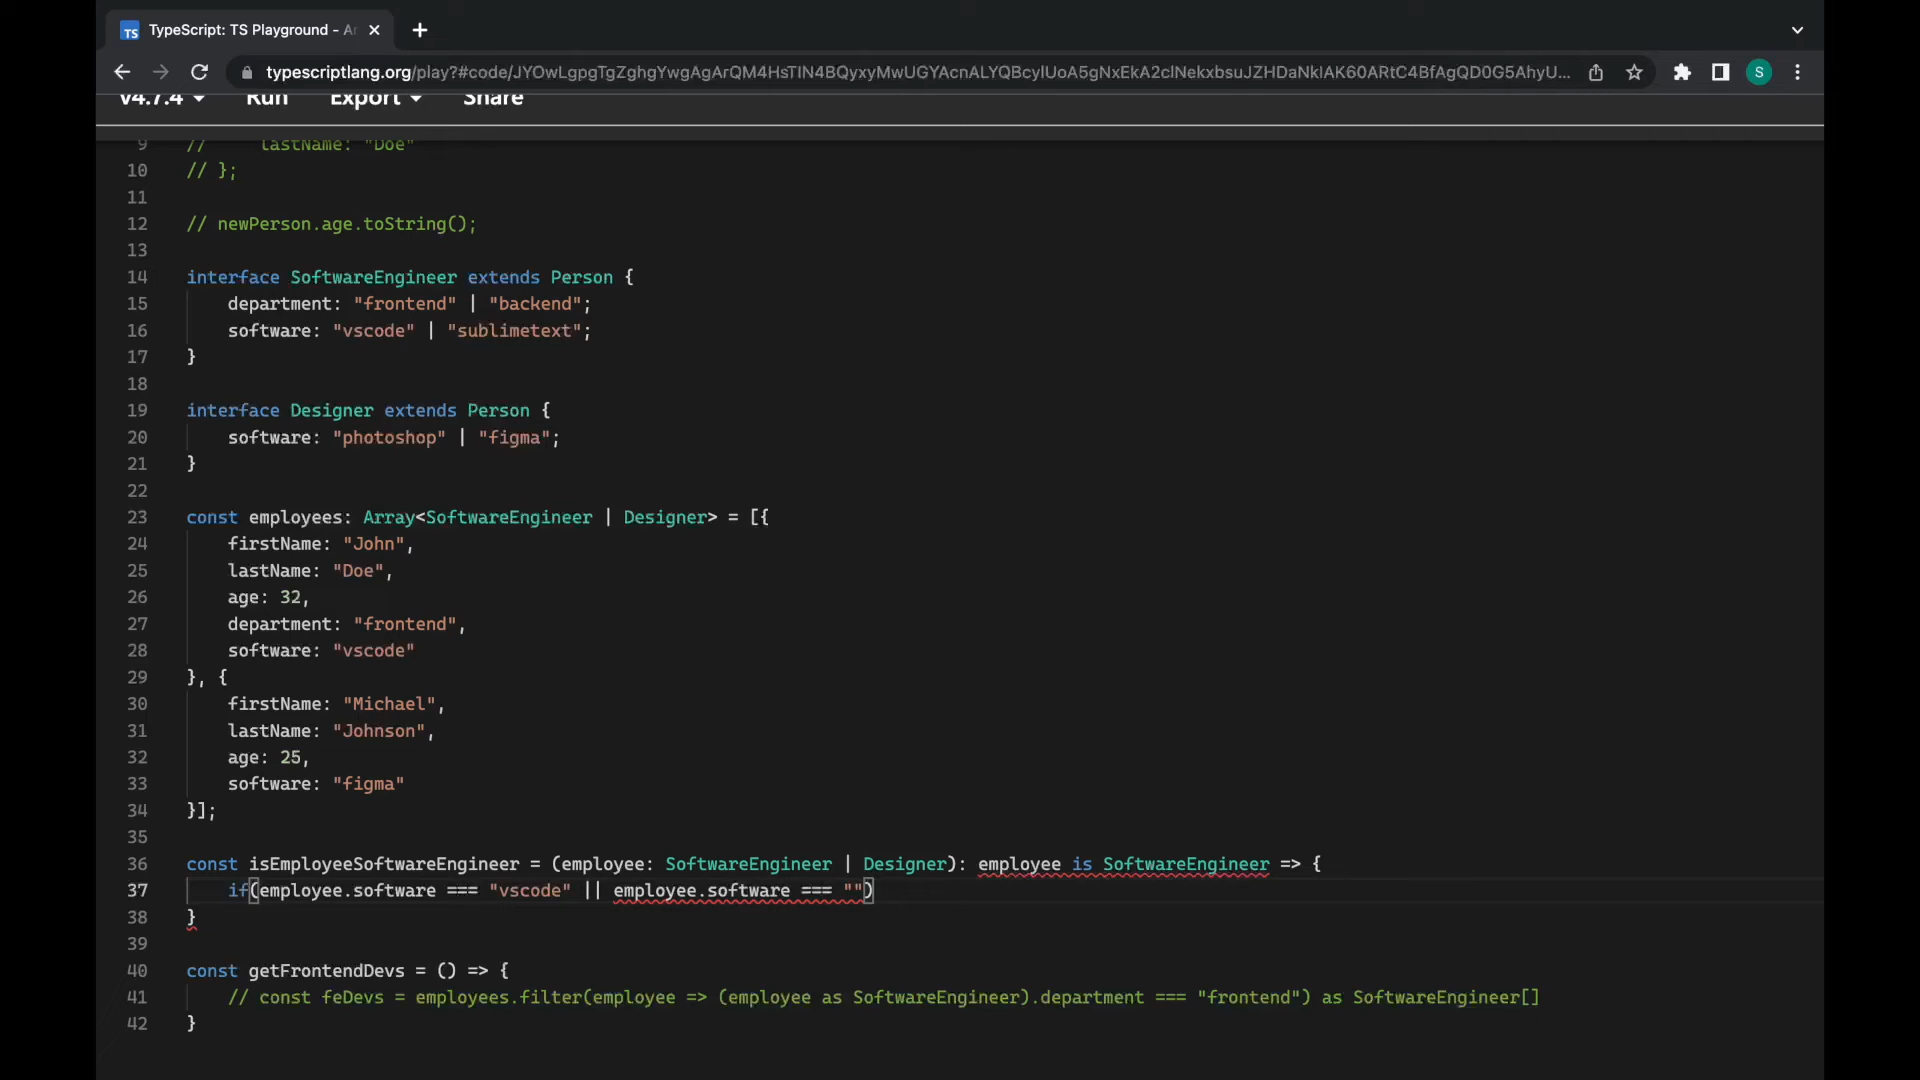 TS TypeScript: TS Playground - Ar
typescriptlang.org/play?#code/
S
v4.7.4 Run Export Share
9 // lastName: "Doe"
10 // };
11
12 // newPerson.age.toString();
13
14 interface SoftwareEngineer extends Person {
15 department: "frontend" | "backend";
16 software: "vscode" | "sublimetext";
17 }
18
19 interface Designer extends Person {
20 software: "photoshop" | "figma";
21 }
22
23 const employees: Array<SoftwareEngineer | Designer> = [{
24 firstName: "John",
25 lastName: "Doe",
26 age: 32,
27 department: "frontend",
28 software: "vscode"
29 }, {
30 firstName: "Michael",
31 lastName: "Johnson",
32 age: 25,
33 software: "figma"
34 }];
35
36 const isEmployeeSoftwareEngineer = (employee: SoftwareEngineer | Designer): employee is SoftwareEngineer => {
37 if(employee.software === "vscode" || employee.software === "")
38 }
39
40 const getFrontendDevs = () => {
41 // const feDevs = employees.filter(employee => (employee as SoftwareEngineer).department === "frontend") as SoftwareEngineer[]
42 }